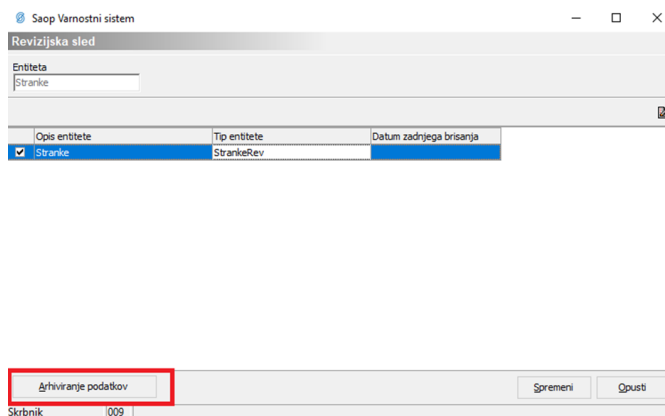 Saop Varnostni sistem
Revizijska sled
Entiteta
Stranke
Opis entitete Tip entitete Datum zadnjega brisanja
Stranke StrankeRev
Arhiviranje podatkov Spremeni Opusti
Skrbnik 009